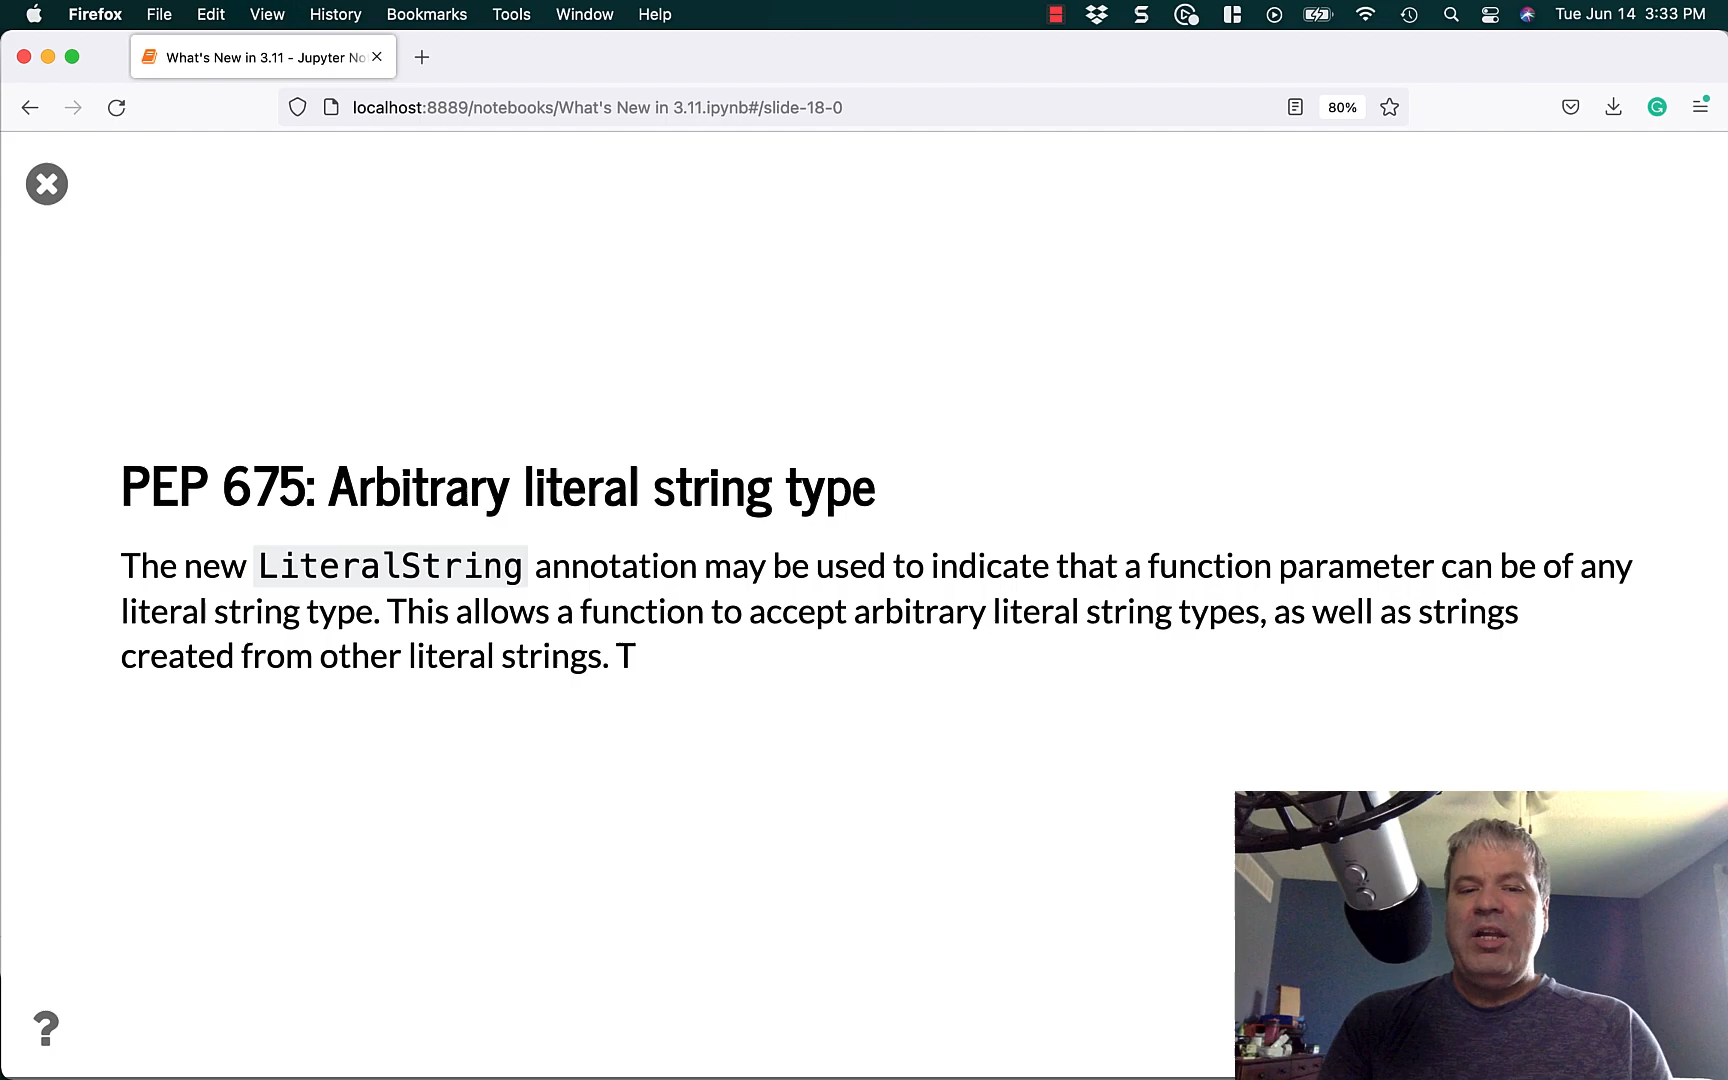 Firefox File Edit View History Bookmarks Tools Window Help Tue Jun 14 3:33 PM
What's New in 3.11 - Jupyter No
localhost:8889/notebooks/What's New in 3.11.ipynb#/slide-18-0 80%
PEP 675: Arbitrary literal string type
The new LiteralString annotation may be used to indicate that a function parameter can be of any
literal string type. This allows a function to accept arbitrary literal string types, as well as strings
created from other literal strings. T
?